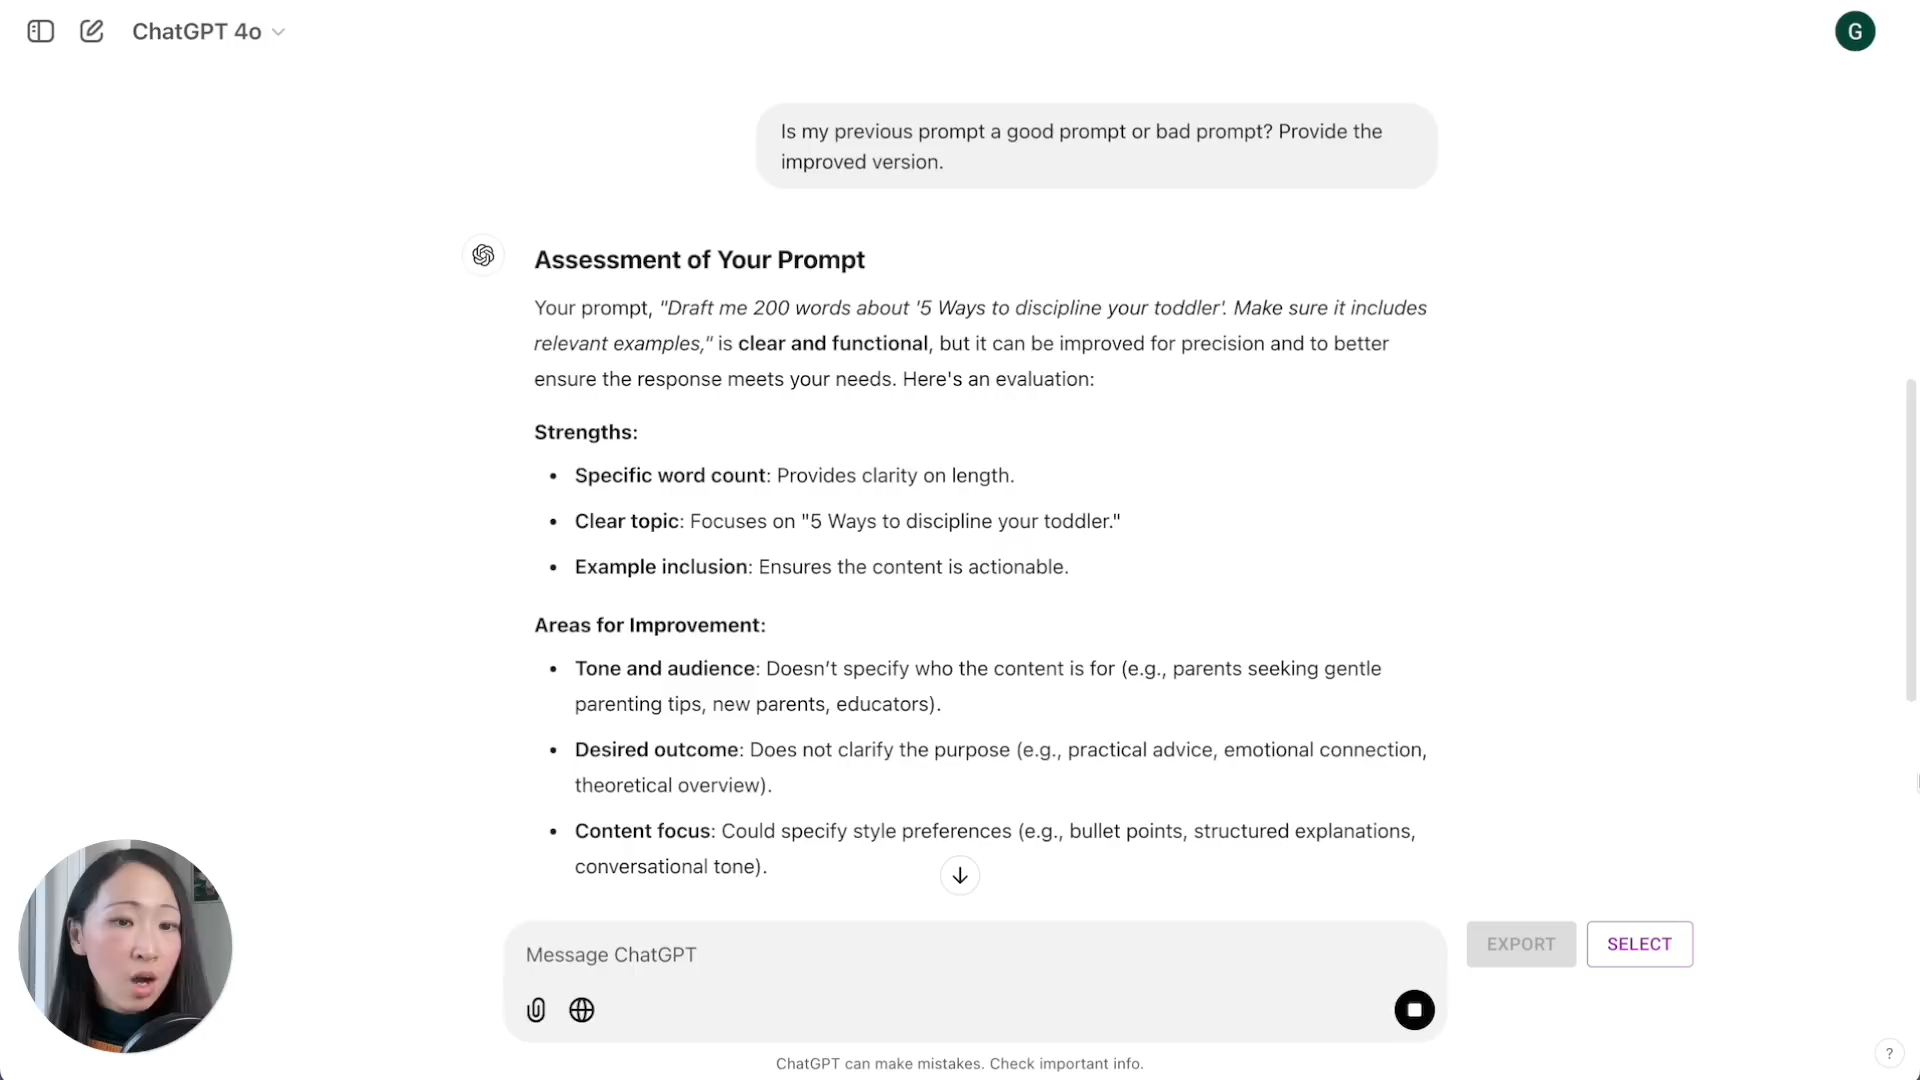 ChatGPT 4o
G
Is my previous prompt a good prompt or bad prompt? Provide the
improved version.
Assessment of Your Prompt
Your prompt, "Draft me 200 words about '5 Ways to discipline your toddler'. Make sure it includes
relevant examples," is clear and functional, but it can be improved for precision and to better
ensure the response meets your needs. Here's an evaluation:
Strengths:
• Specific word count: Provides clarity on length.
• Clear topic: Focuses on "5 Ways to discipline your toddler."
• Example inclusion: Ensures the content is actionable.
Areas for Improvement:
• Tone and audience: Doesn’t specify who the content is for (e.g., parents seeking gentle
parenting tips, new parents, educators).
• Desired outcome: Does not clarify the purpose (e.g., practical advice, emotional connection,
theoretical overview).
• Content focus: Could specify style preferences (e.g., bullet points, structured explanations,
conversational tone).
Message ChatGPT
EXPORT
SELECT
ChatGPT can make mistakes. Check important info.
?